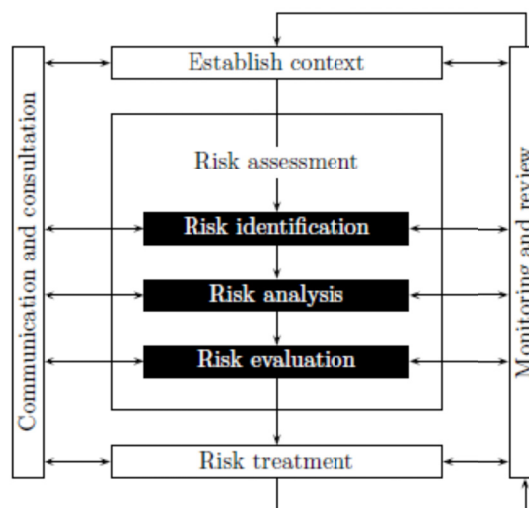 Establish context
Communication and consultation
Risk assessment
Risk identification
Risk analysis
Risk evaluation
Monitoring and review
Risk treatment